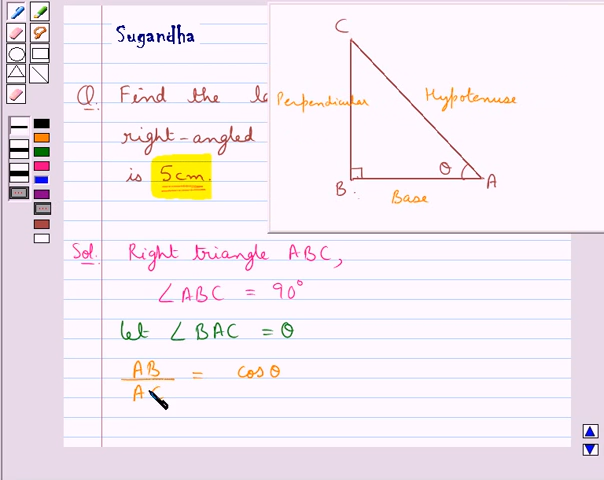 Sugandha
Q. Find the
right-angled
is 5cm.
C
Perpendicular
Hypotenuse
θ
B
A
Base
Sol. Right triangle ABC,
∠ABC = 90°
let ∠BAC = θ
AB
AC
= cos θ